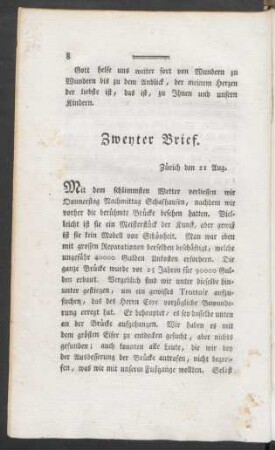 8
Gott helfe uns weiter fort von Wundern zu
Wundern bis zu dem Anblick, der meinem Herzen
der liebste ist, das ist, zu Ihnen und unsern
Kindern.
Zweyter Brief.
Zürich den 11 Aug.
Mit dem schlimmsten Wetter verliessen wir
Donnerstag Nachmittag Schafhausen, nachdem wir
vorher die berühmte Brücke besehen hatten. Viel-
leicht ist sie ein Meisterstück der Kunst, aber gewiß
ist sie kein Modell von Schönheit. Man war eben
mit grossen Reparationen derselben beschäftigt, welche
ungefähr 40000 Gulden Unkosten erfordern. Die
ganze Brücke wurde vor 25 Jahren für 90000 Gul-
den erbaut. Vergeblich sind wir unter dieselbe hin-
unter gestiegen, um ein gewisses Trottoir aufzu-
suchen, das des Herrn Coxe vorzügliche Bewunde-
rung erregt hat. Er behauptet, es sey dasselbe unten
an der Brücke aufgehangen. Wir haben es mit
dem grösten Eifer zu entdecken gesucht, aber nichts
gefunden; auch konnten alle Leute, die wir bey
der Ausbesserung der Brücke antrafen, nicht begrei-
fen, was wir mit unserm Fußgange wollten. Selbst